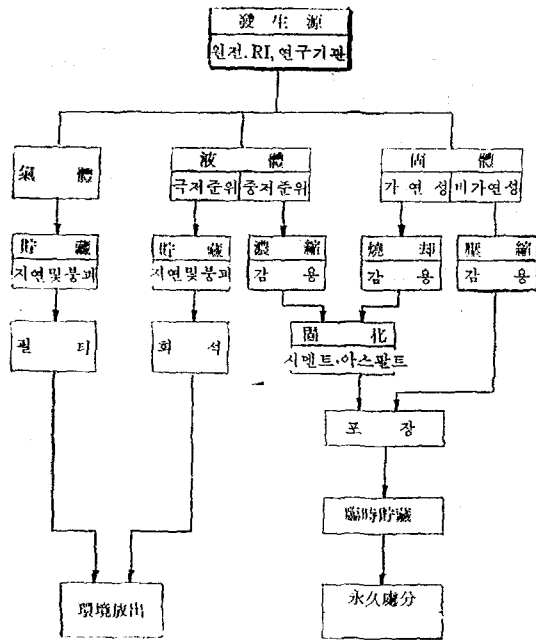 發生源
원전. RI, 연구기관
氣體
液體
극저준위 중저준위
固體
가연성 비가연성
貯藏
지연및붕괴
貯藏
지연및붕괴
濃縮
감용
燒却
감용
壓縮
감용
필터
희석
固化
시멘트·아스팔트
포장
臨時貯藏
環境放出
永久處分